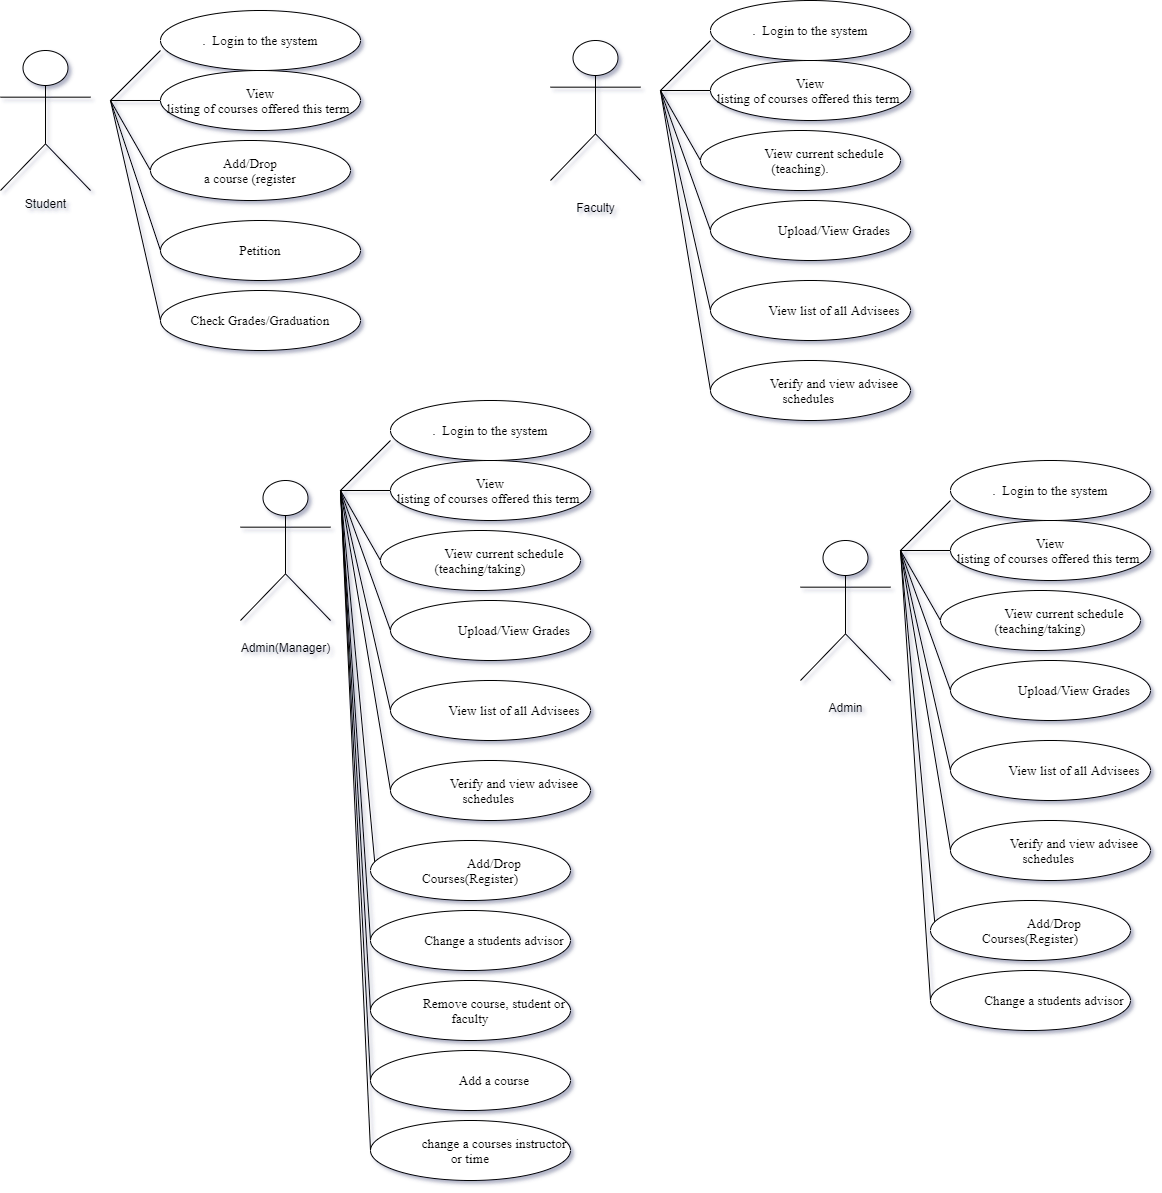 . Login to the system
View
listing of courses offered this term
Add/Drop
a course (register
Petition
Check Grades/Graduation
Student
. Login to the system
View
listing of courses offered this term
View current schedule
(teaching).
Upload/View Grades
View list of all Advisees
Verify and view advisee
schedules
Faculty
. Login to the system
View
listing of courses offered this term
View current schedule
(teaching/taking)
Upload/View Grades
View list of all Advisees
Verify and view advisee
schedules
Add/Drop
Courses(Register)
Change a students advisor
Remove course, student or
faculty
Add a course
change a courses instructor
or time
Admin(Manager)
. Login to the system
View
listing of courses offered this term
View current schedule
(teaching/taking)
Upload/View Grades
View list of all Advisees
Verify and view advisee
schedules
Add/Drop
Courses(Register)
Change a students advisor
Admin